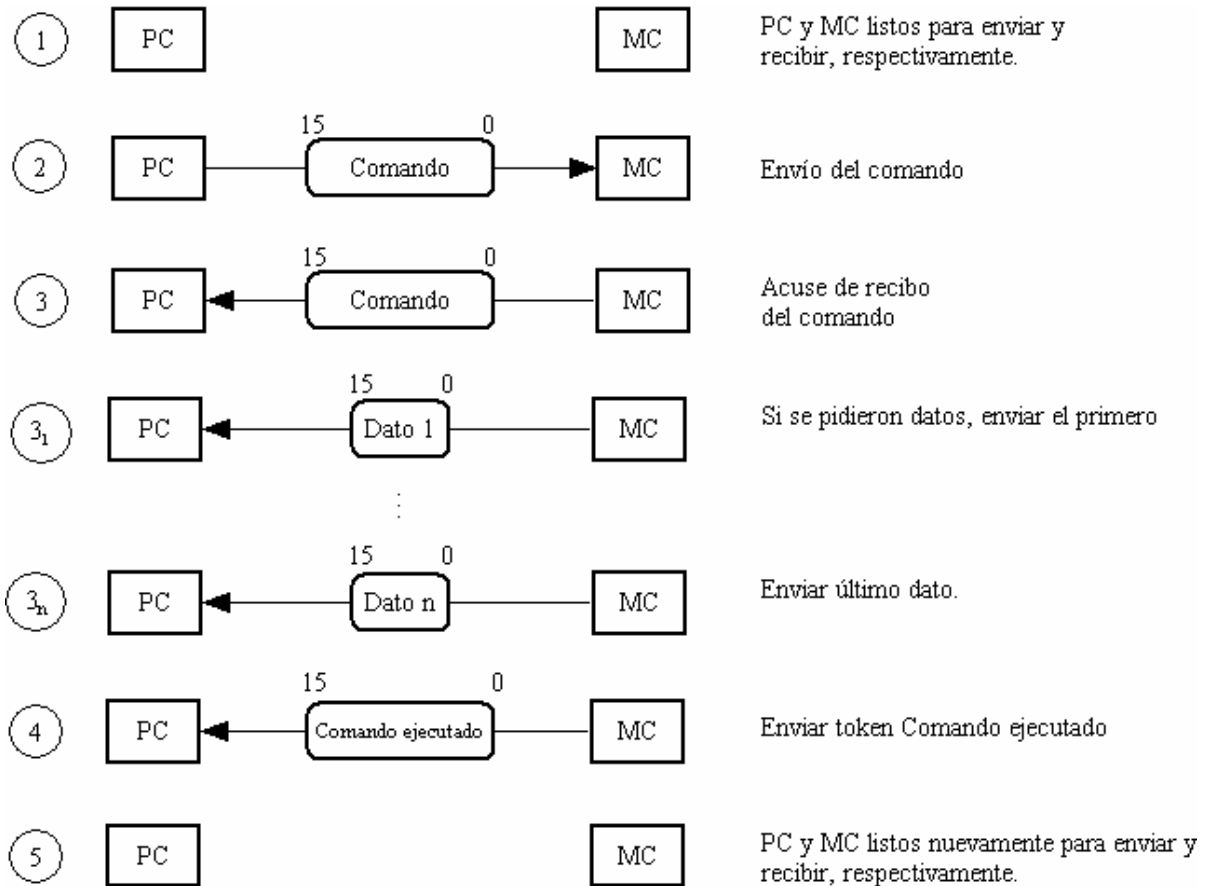 1 PC MC PC y MC listos para enviar y
recibir, respectivamente.
15 0
2 PC Comando MC Envío del comando
15 0
3 PC Comando MC Acuse de recibo
del comando
15 0
3₁ PC Dato 1 MC Si se pidieron datos, enviar el primero
15 0
3ₙ PC Dato n MC Enviar último dato.
15 0
4 PC Comando ejecutado MC Enviar token Comando ejecutado
5 PC MC PC y MC listos nuevamente para enviar y
recibir, respectivamente.